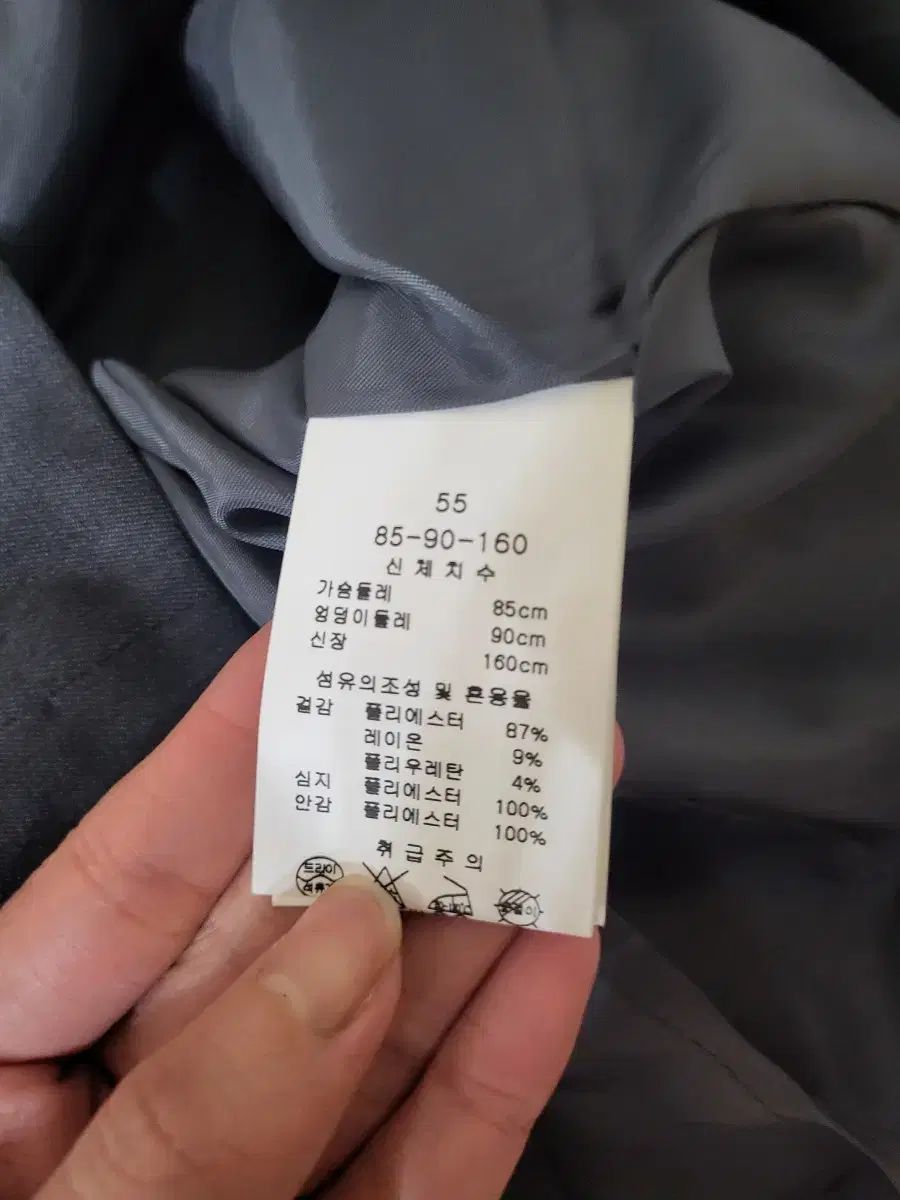 55
85-90-160
신체치수
가슴둘레 85cm
엉덩이둘레 90cm
신장 160cm
섬유의조성 및 혼용율
겉감 폴리에스터 87%
레이온 9%
폴리우레탄 4%
심지 폴리에스터 100%
안감 폴리에스터 100%
취급주의
드라이